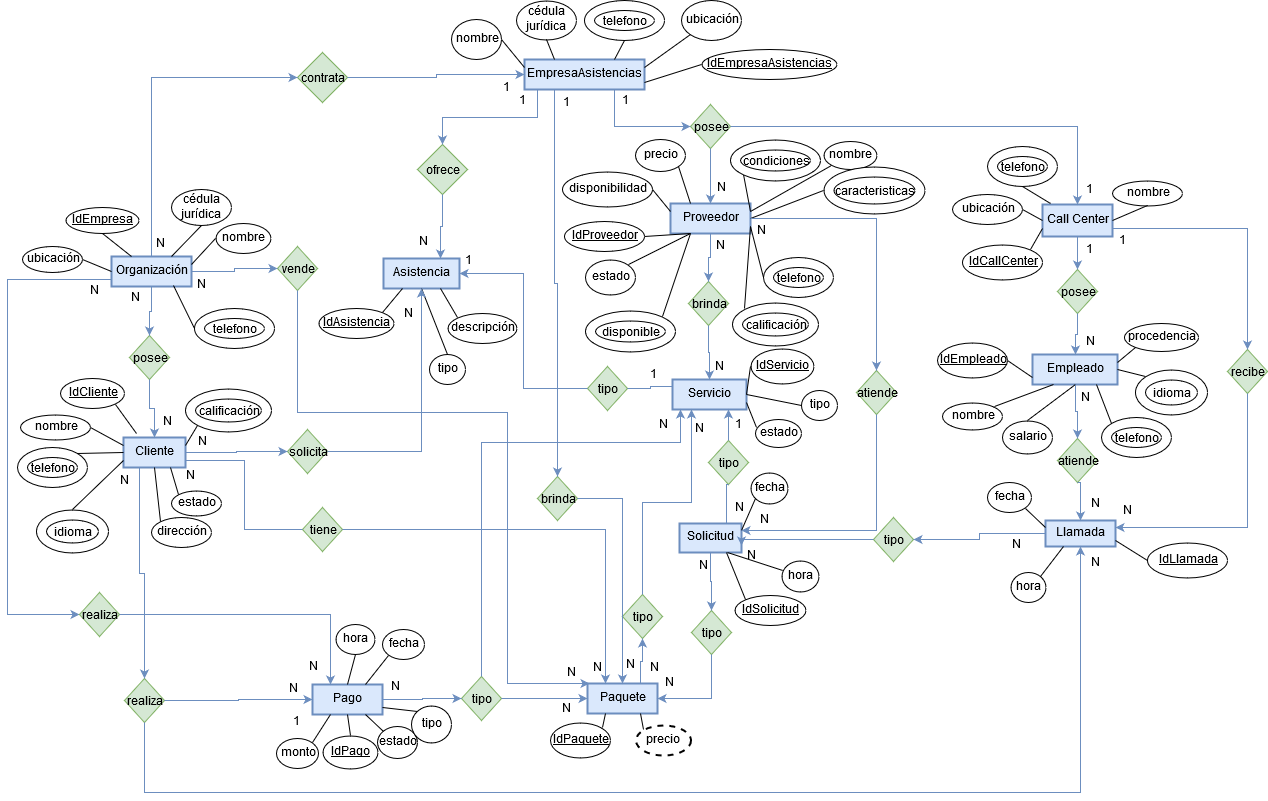 cédula
jurídica
telefono
ubicación
nombre
IdEmpresaAsistencias
EmpresaAsistencias
contrata
1
1
1
1
posee
ofrece
precio
condiciones
nombre
disponibilidad
caracteristicas
N
Proveedor
N
N
IdProveedor
estado
telefono
disponible
calificación
brinda
telefono
nombre
ubicación
1
Call Center
IdCallCenter
1
1
posee
N
IdEmpleado
procedencia
Empleado
idioma
nombre
salario
N
telefono
recibe
atiende
cédula
jurídica
IdEmpresa
nombre
ubicación
N
Organización
N
N
N
telefono
vende
posee
N
Asistencia
1
IdAsistencia
N
descripción
tipo
N
IdServicio
1
Servicio
tipo
tipo
estado
N
N
1
atiende
IdCliente
calificación
nombre
N
N
Cliente
telefono
N
N
solicita
estado
idioma
dirección
tiene
brinda
tipo
fecha
N
N
Solicitud
N
N
hora
IdSolicitud
tipo
fecha
N
N
Llamada
N
N
IdLlamada
hora
realiza
tipo
tipo
hora
fecha
N
N
realiza
N
Pago
1
N
tipo
monto
IdPago
estado
tipo
N
N
N
N
N
N
Paquete
IdPaquete
precio